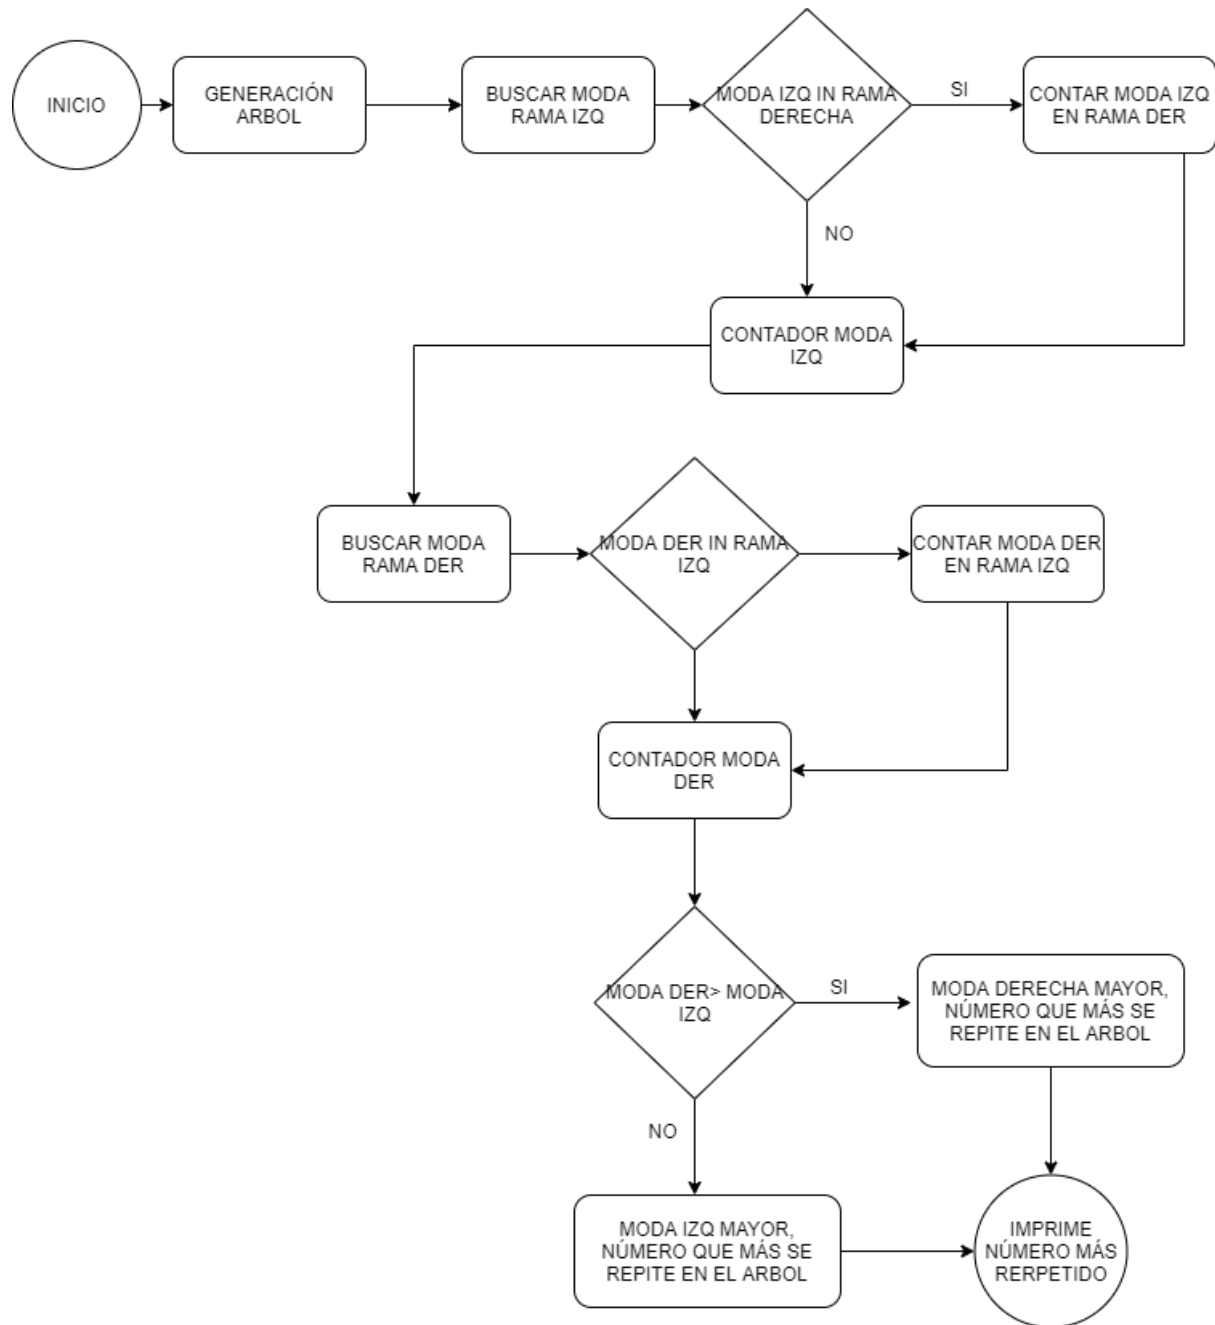 INICIO
GENERACIÓN
ARBOL
BUSCAR MODA
RAMA IZQ
MODA IZQ IN RAMA
DERECHA
SI
CONTAR MODA IZQ
EN RAMA DER
NO
CONTADOR MODA
IZQ
BUSCAR MODA
RAMA DER
MODA DER IN RAMA
IZQ
CONTAR MODA DER
EN RAMA IZQ
CONTADOR MODA
DER
MODA DER> MODA
IZQ
SI
MODA DERECHA MAYOR,
NÚMERO QUE MÁS SE
REPITE EN EL ARBOL
NO
MODA IZQ MAYOR,
NÚMERO QUE MÁS SE
REPITE EN EL ARBOL
IMPRIME
NÚMERO MÁS
RERPETIDO